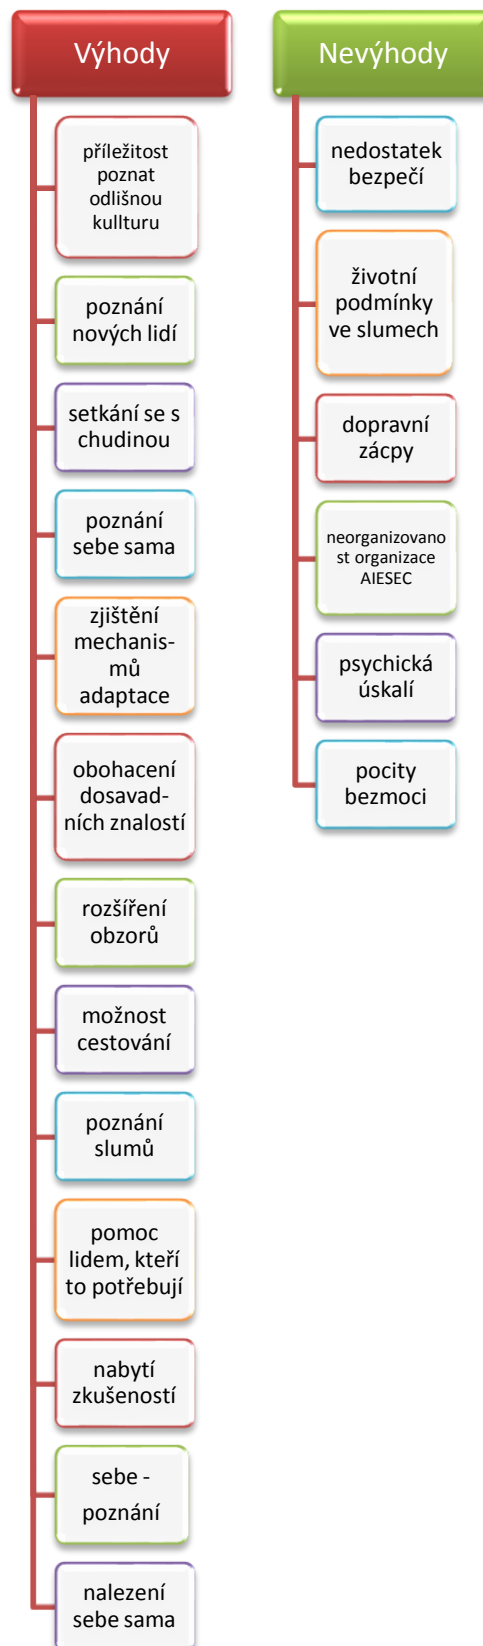 Výhody
příležitost
poznat
odlišnou
kullturu
poznání
nových lidí
setkání se s
chudinou
poznání
sebe sama
zjištění
mechanis-
mů
adaptace
obohacení
dosavad-
ních znalostí
rozšíření
obzorů
možnost
cestování
poznání
slumů
pomoc
lidem, kteří
to potřebují
nabytí
zkušeností
sebe -
poznání
nalezení
sebe sama
Nevýhody
nedostatek
bezpečí
životní
podmínky
ve slumech
dopravní
zácpy
neorganizovano
st organizace
AIESEC
psychická
úskalí
pocity
bezmoci